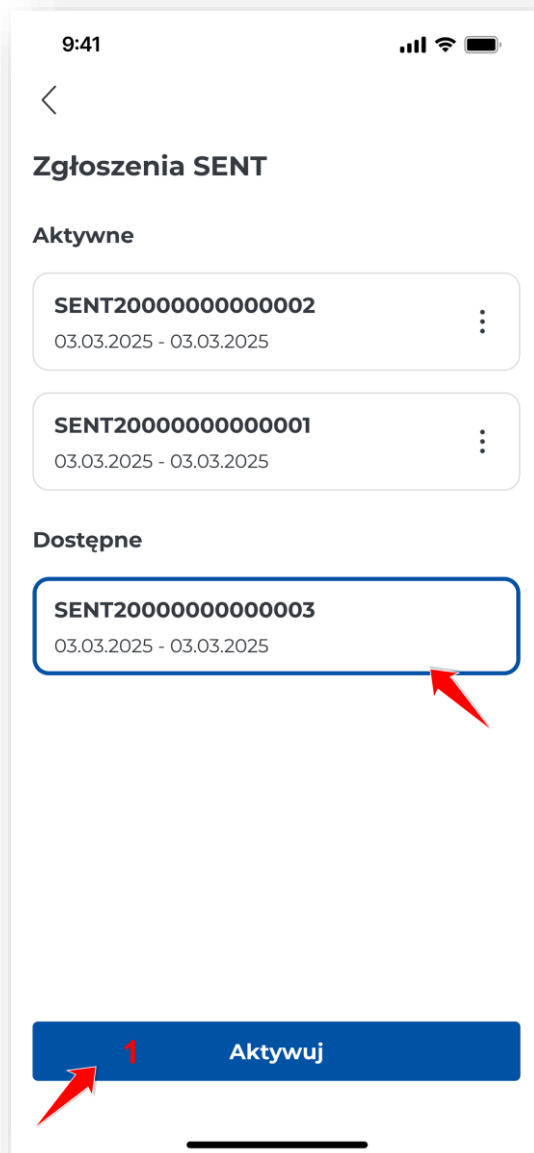 9:41
Zgłoszenia SENT
Aktywne
SENT20000000000002
03.03.2025 - 03.03.2025
SENT20000000000001
03.03.2025 - 03.03.2025
Dostępne
SENT20000000000003
03.03.2025 - 03.03.2025
1 Aktywuj